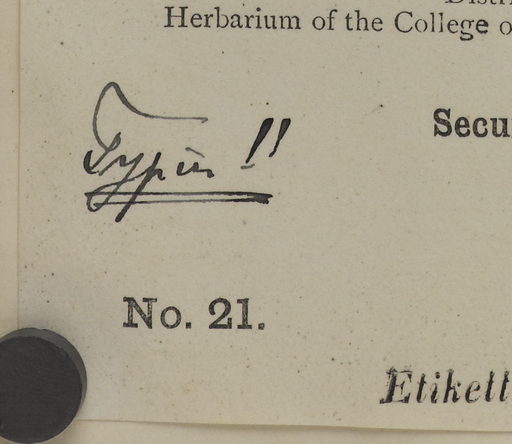 Herbarium of the College o
Secu
Typus!!
No. 21.
Etikett